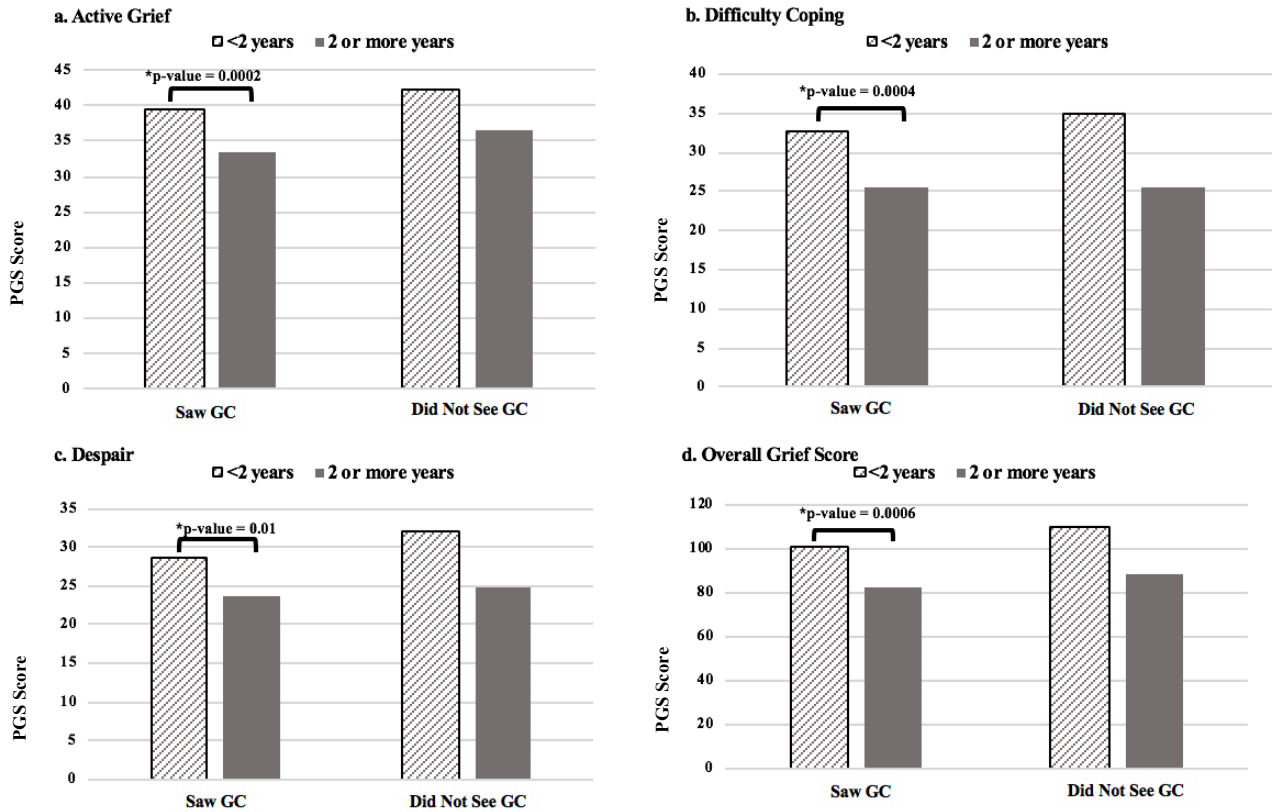 a. Active Grief
<2 years 2 or more years
*p-value = 0.0002
45
40
35
30
25
20
15
10
5
0
PGS Score
Saw GC Did Not See GC
b. Difficulty Coping
<2 years 2 or more years
*p-value = 0.0004
40
35
30
25
20
15
10
5
0
PGS Score
Saw GC Did Not See GC
c. Despair
<2 years 2 or more years
*p-value = 0.01
35
30
25
20
15
10
5
0
PGS Score
Saw GC Did Not See GC
d. Overall Grief Score
<2 years 2 or more years
*p-value = 0.0006
120
100
80
60
40
20
0
PGS Score
Saw GC Did Not See GC